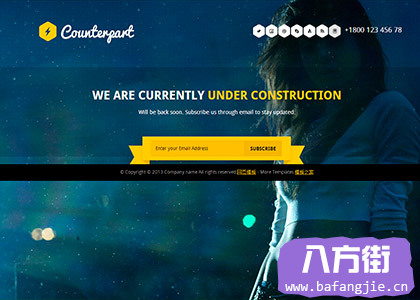 Counterpart
+1800 123 456 78
WE ARE CURRENTLY UNDER CONSTRUCTION
Will be back soon. Subscribe us through email to stay updated.
Enter your Email Address
SUBSCRIBE
Copyright © 2013.Company name All rights reserved.网页模板 - More Templates 模板之家
八方街
www.bafangjie.cn